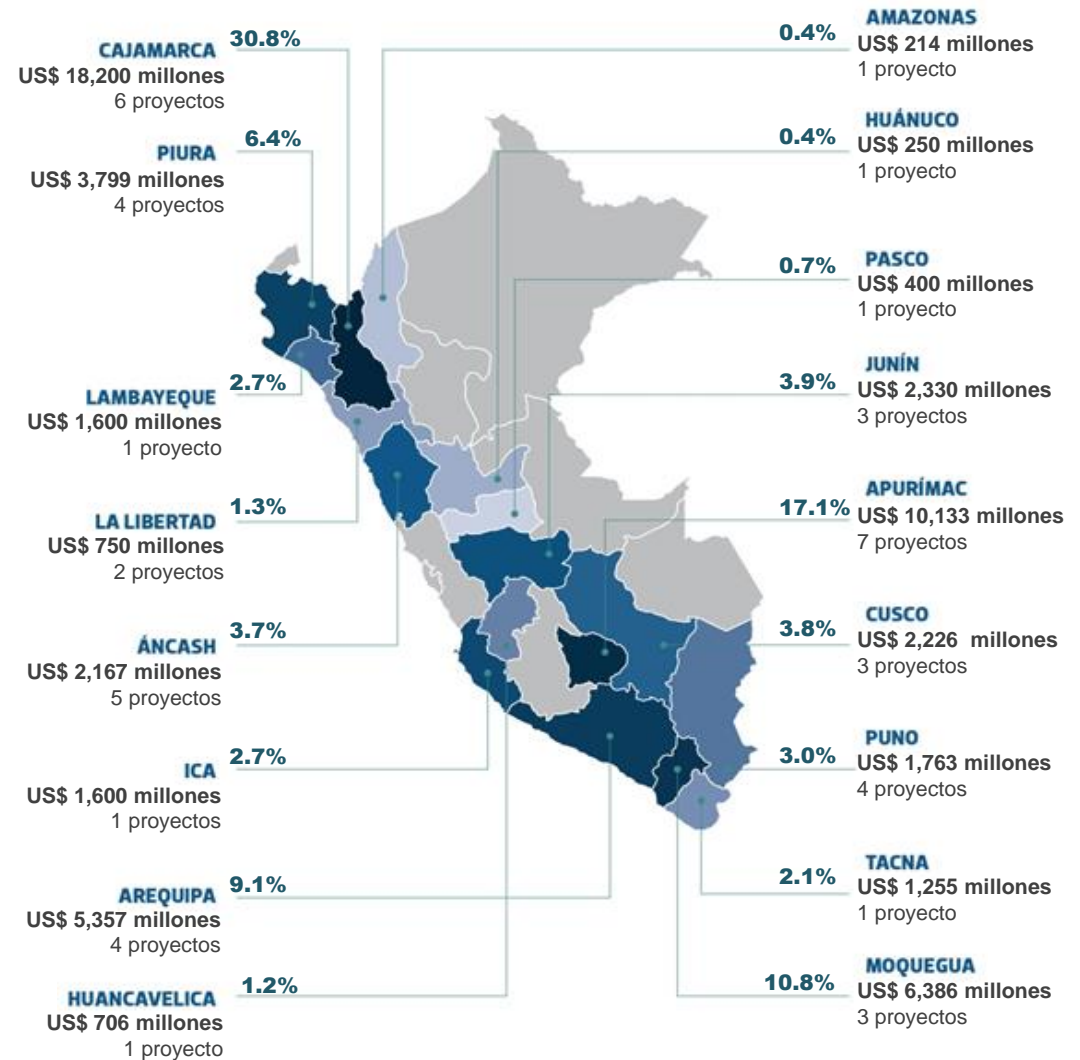 CAJAMARCA 30.8%
US$ 18,200 millones
6 proyectos
PIURA 6.4%
US$ 3,799 millones
4 proyectos
LAMBAYEQUE 2.7%
US$ 1,600 millones
1 proyecto
LA LIBERTAD 1.3%
US$ 750 millones
2 proyectos
ÁNCASH 3.7%
US$ 2,167 millones
5 proyectos
ICA 2.7%
US$ 1,600 millones
1 proyectos
AREQUIPA 9.1%
US$ 5,357 millones
4 proyectos
HUANCAVELICA 1.2%
US$ 706 millones
1 proyecto
0.4% AMAZONAS
US$ 214 millones
1 proyecto
0.4% HUÁNUCO
US$ 250 millones
1 proyecto
0.7% PASCO
US$ 400 millones
1 proyecto
3.9% JUNÍN
US$ 2,330 millones
3 proyectos
17.1% APURÍMAC
US$ 10,133 millones
7 proyectos
3.8% CUSCO
US$ 2,226 millones
3 proyectos
3.0% PUNO
US$ 1,763 millones
4 proyectos
2.1% TACNA
US$ 1,255 millones
1 proyecto
10.8% MOQUEGUA
US$ 6,386 millones
3 proyectos